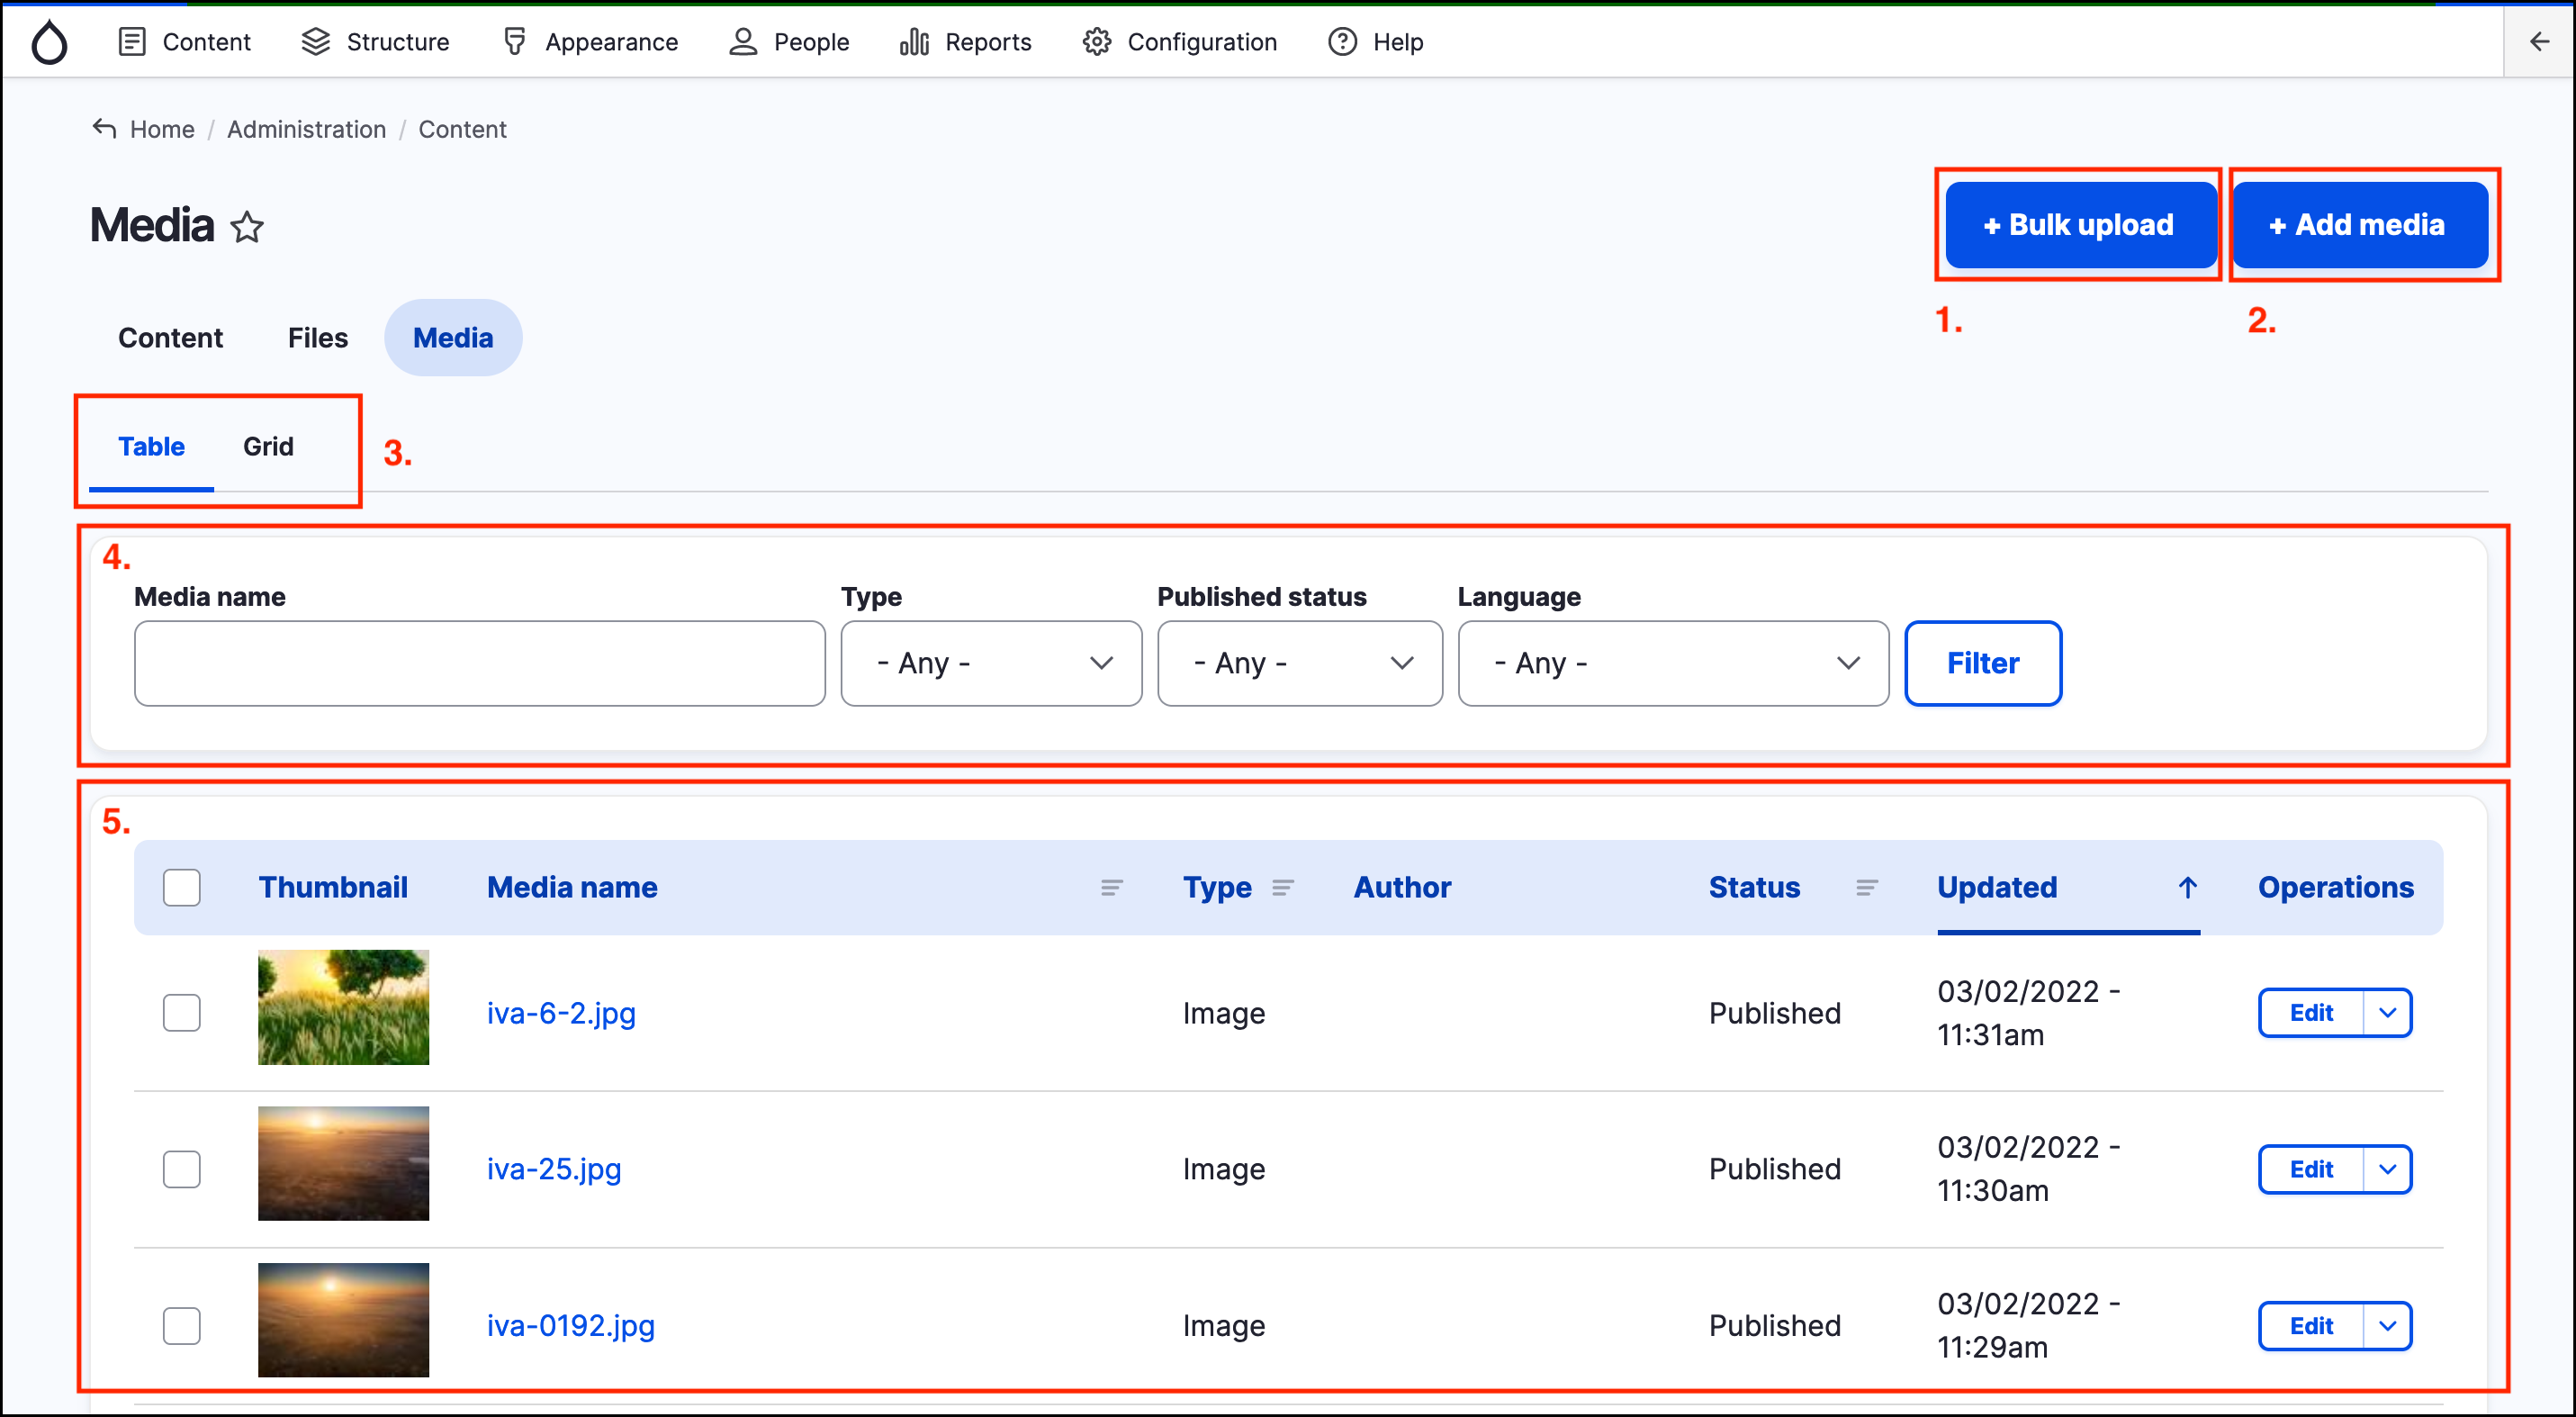 Content Structure Appearance People Reports Configuration Help
Home / Administration / Content
Media
+ Bulk upload + Add media
1. 2.
Content Files Media
Table Grid
3.
4.
Media name Type Published status Language
- Any - - Any - - Any - Filter
5.
Thumbnail Media name Type Author Status Updated Operations
iva-6-2.jpg Image Published 03/02/2022 - Edit
11:31am
iva-25.jpg Image Published 03/02/2022 - Edit
11:30am
iva-0192.jpg Image Published 03/02/2022 - Edit
11:29am